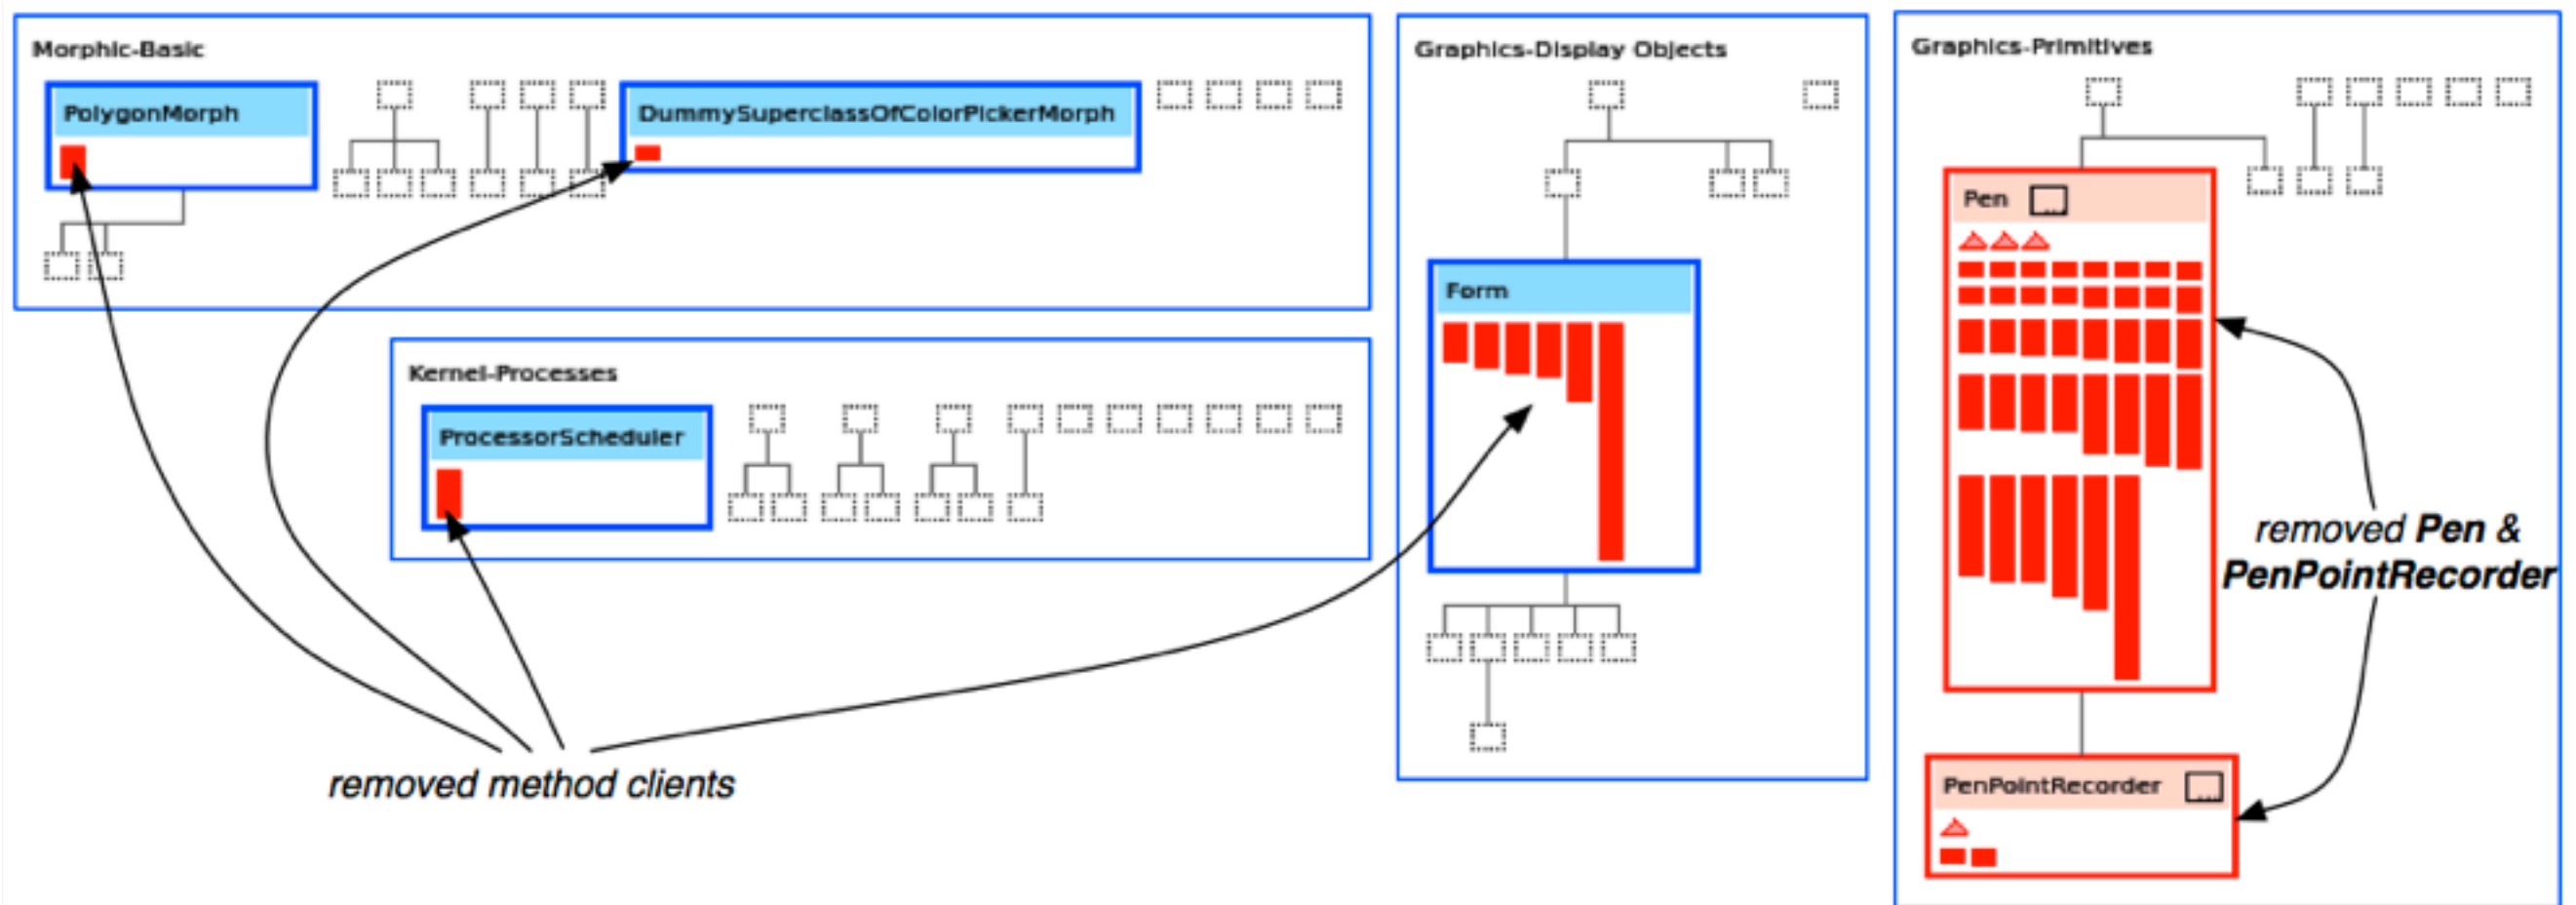 Morphic-Basic
PolygonMorph
DummySuperclassOfColorPickerMorph
Kernel-Processes
ProcessorScheduler
removed method clients
Graphics-Display Objects
Form
Graphics-Primitives
Pen
removed Pen &
PenPointRecorder
PenPointRecorder